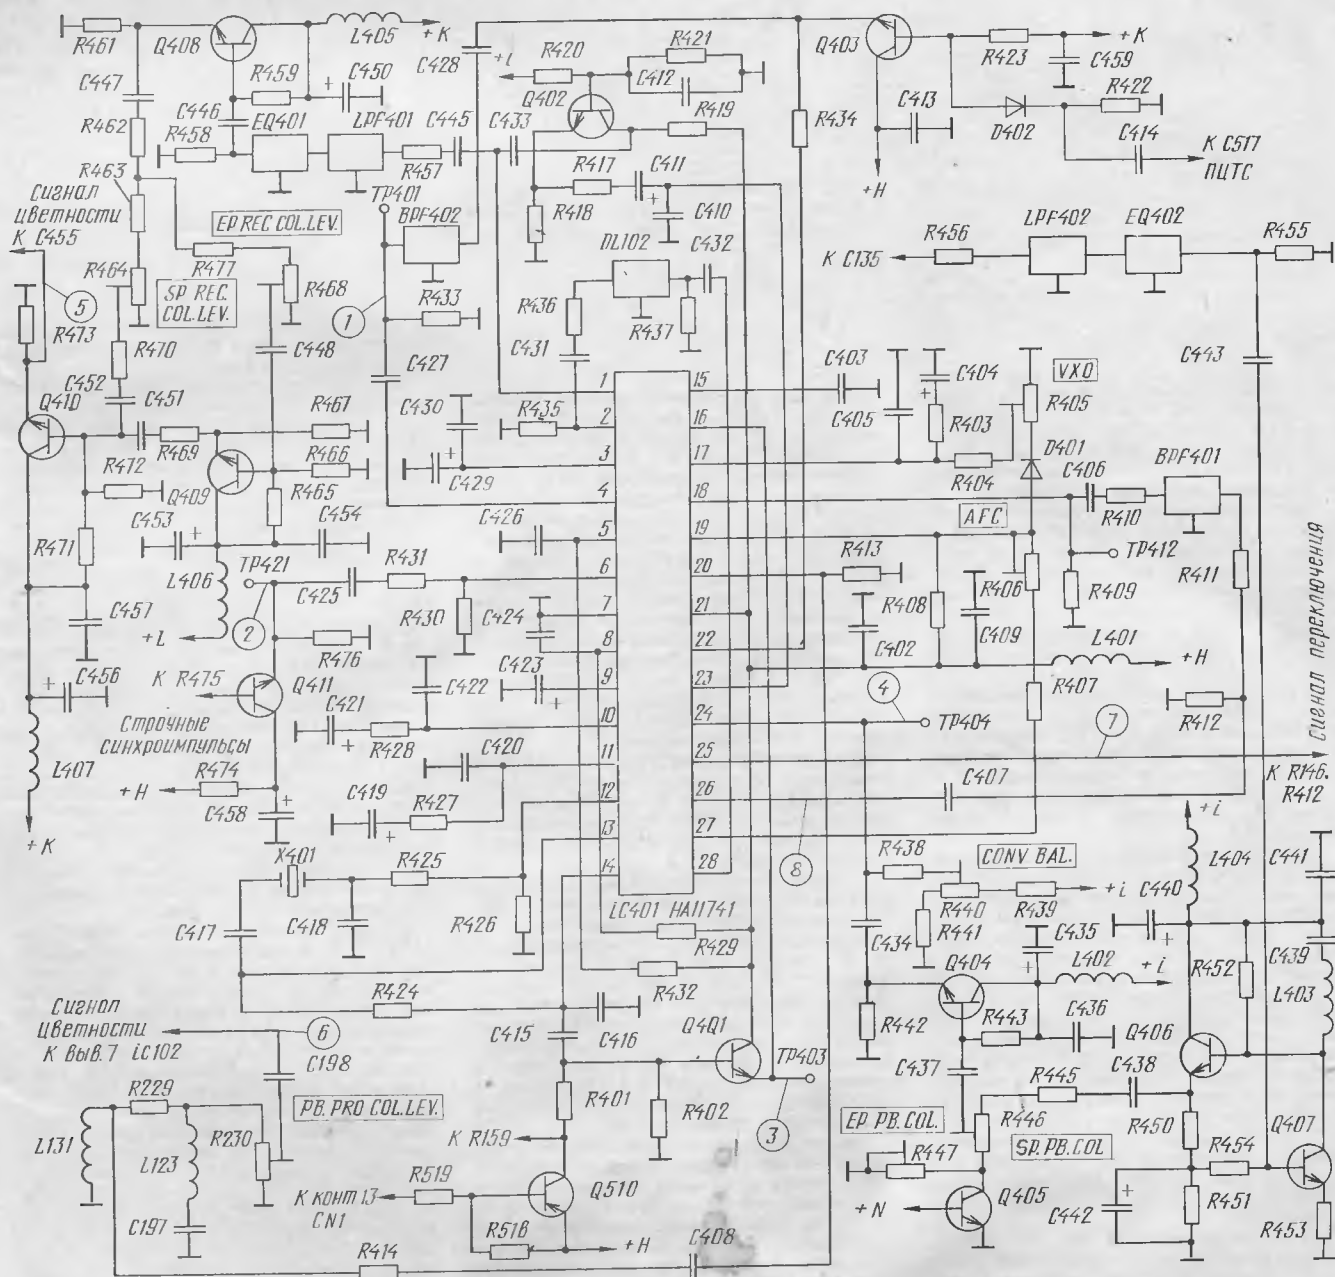 R461
Q408
L405
+K
C428
+L
R420
R421
Q403
R423
+K
C459
C447
R459
C450
C412
Q402
R422
C446
R462
R458
EQ401
LPF401
C445
C433
R419
R434
C413
D402
C414
К C517
ПЦТС
R463
R457
R417
C411
+H
Сигнал
цветности
К C455
EP REC COL.LEV.
TP401
BPF402
R418
C410
LPF402
EQ402
R456
R455
К C135
R477
DL102
C432
R464
SP REC.
COL.LEV.
R468
5
1
R433
R436
R437
R473
R470
C448
C431
C443
C452
C427
C403
C404
VXO
Q410
C451
R467
C430
R435
C405
R403
R405
R472
R469
R466
D401
C406
BPF401
Q409
R465
C429
R404
C453
C454
C426
AFC
R410
R471
TP421
R431
R413
TP412
R411
L406
C425
R430
C424
R408
R406
R409
C457
+L
2
R476
C423
C402
C409
L401
+H
C456
К R475
Q411
C422
4
R407
R412
Сигнал переключения
C421
TP404
7
Строчные
синхроимпульсы
R428
C420
L407
R474
+H
C419
R427
C407
К R146.
R412
C458
+K
X401
R425
8
R438
CONV BAL.
+i
L404
C441
1
2
3
4
5
6
7
8
9
10
11
12
13
14
15
16
17
18
19
20
21
22
23
24
25
26
27
28
iC401 HA11741
R440
R439
+i
C440
C417
C418
R426
R429
C434
R441
C435
Q404
L402
+i
R452
C439
R424
R432
L403
Сигнал
цветности
К выв.7 iC102
6
C415
C416
Q401
R442
R443
C436
Q406
C198
TP403
C437
C438
R229
PB. PRO COL.LEV.
R401
R402
R445
L131
R230
3
EP PB.COL.
R446
R450
Q407
L123
К R159
R447
SP. PB.COL
R454
R519
К конт 13
CN1
Q510
Q405
+N
C442
R451
C197
R518
+H
R453
R414
C408